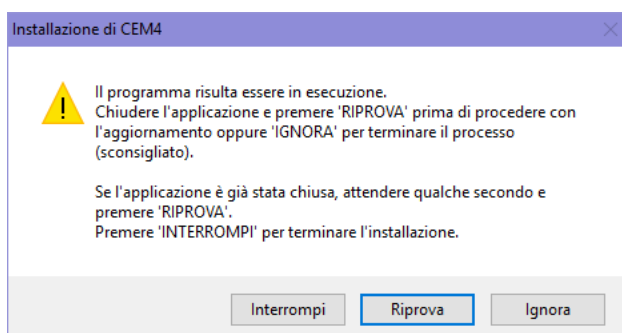 Installazione di CEM4
Il programma risulta essere in esecuzione.
Chiudere l'applicazione e premere 'RIPROVA' prima di procedere con
l'aggiornamento oppure 'IGNORA' per terminare il processo
(sconsigliato).
Se l'applicazione è già stata chiusa, attendere qualche secondo e
premere 'RIPROVA'.
Premere 'INTERROMPI' per terminare l'installazione.
Interrompi Riprova Ignora